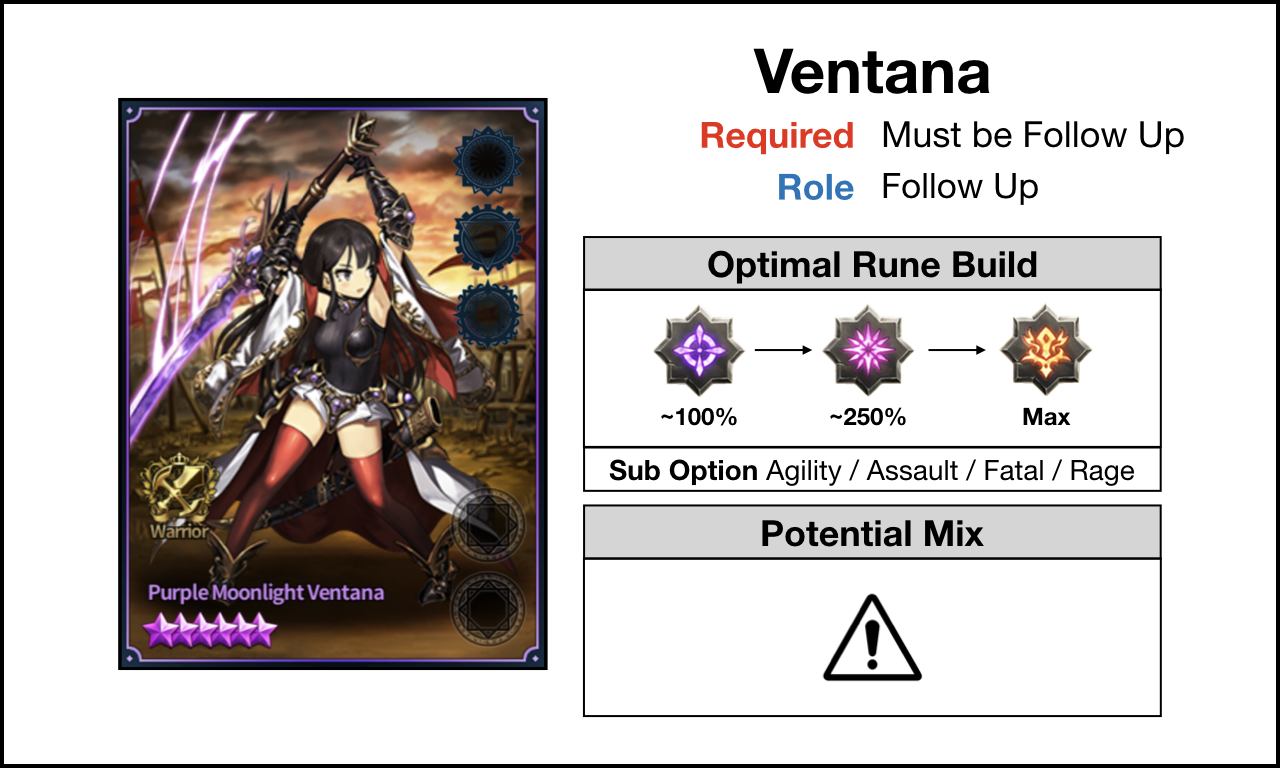 Ventana
Required Must be Follow Up
Role Follow Up
Optimal Rune Build
~100% ~250% Max
Sub Option Agility / Assault / Fatal / Rage
Potential Mix
Warrior
Purple Moonlight Ventana